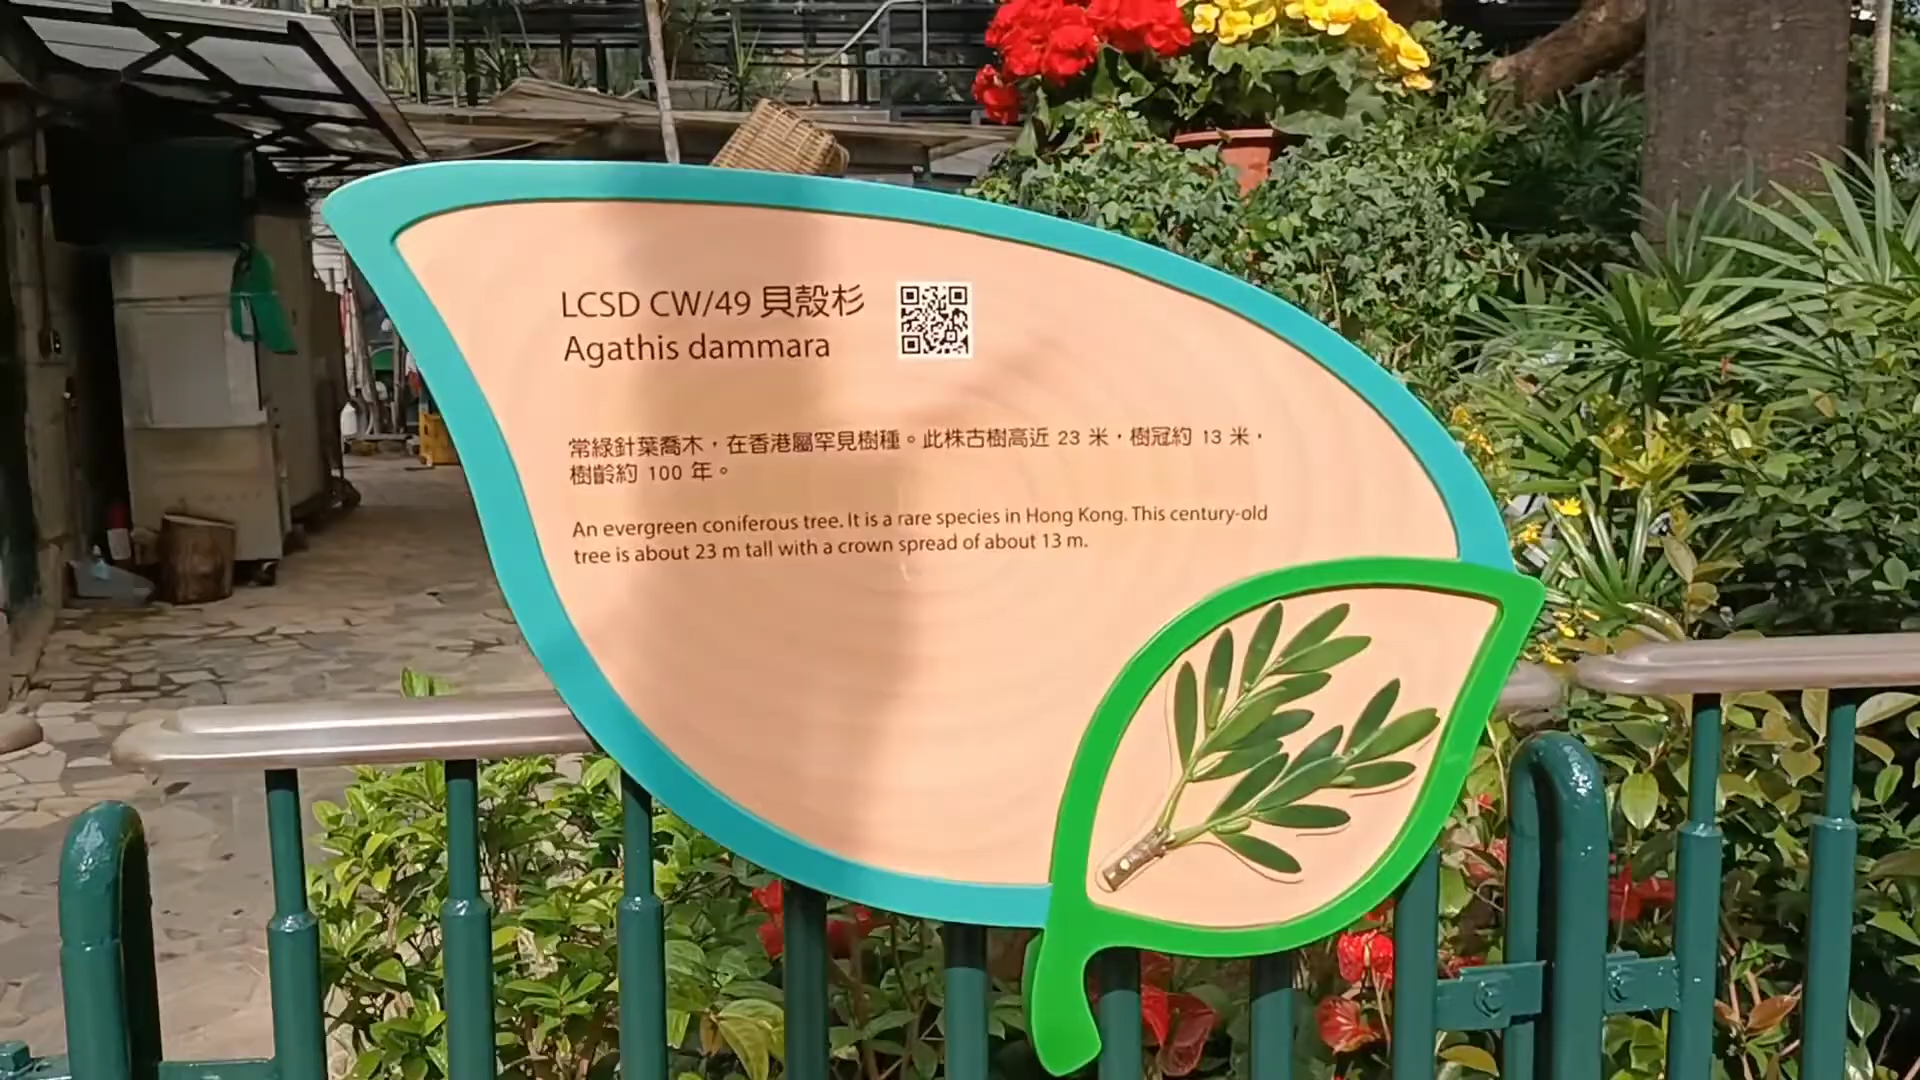 LCSD CW/49 貝殼杉
Agathis dammara
常綠針葉喬木，在香港屬罕見樹種。此株古樹高近 23 米，樹冠約 13 米，
樹齡約 100 年。
An evergreen coniferous tree. It is a rare species in Hong Kong. This century-old
tree is about 23 m tall with a crown spread of about 13 m.